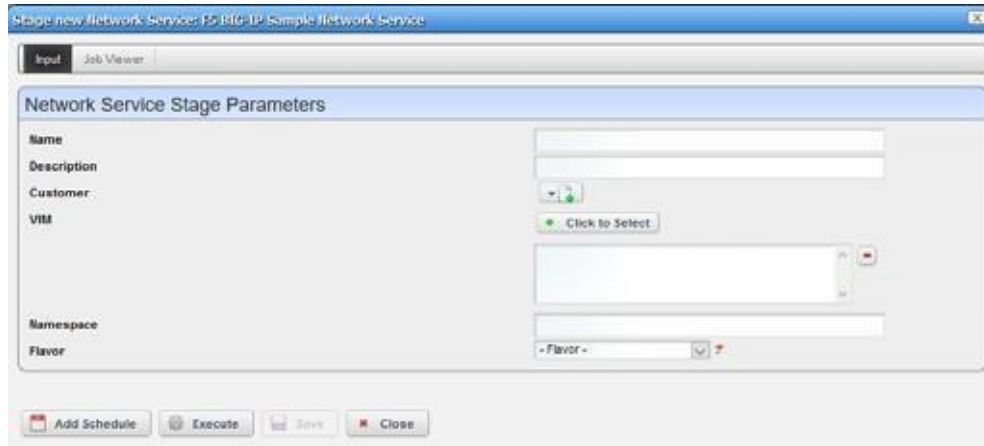 Stage new Network Service: F5 BIG-IP Sample Network Service
Input Job Viewer
Network Service Stage Parameters
Name
Description
Customer
VIM
Click to Select
Namespace
Flavor
- Flavor -
Add Schedule Execute Save Close